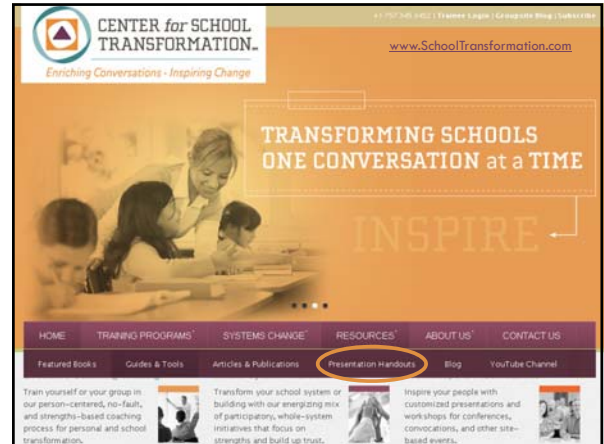 CENTER for SCHOOL
TRANSFORMATION
Enriching Conversations - Inspiring Change
| Trainer Login | Groupsite Blog | Subscribe
www.SchoolTransformation.com
TRANSFORMING SCHOOLS
ONE CONVERSATION at a TIME
INSPIRE
HOME TRAINING PROGRAMS SYSTEMS CHANGE RESOURCES ABOUT US CONTACT US
Featured Books Guides & Tools Articles & Publications Presentation Handouts Blog YouTube Channel
Train yourself or your group in
our person-centered, no-fault,
and strengths-based coaching
process for personal and school
transformation.
Transform your school system or
building with our energizing mix
of participatory, whole-system
initiatives that focus on
strengths and build up trust,
Inspire your people with
customized presentations and
workshops for conferences,
convocations, and other site-
based events.